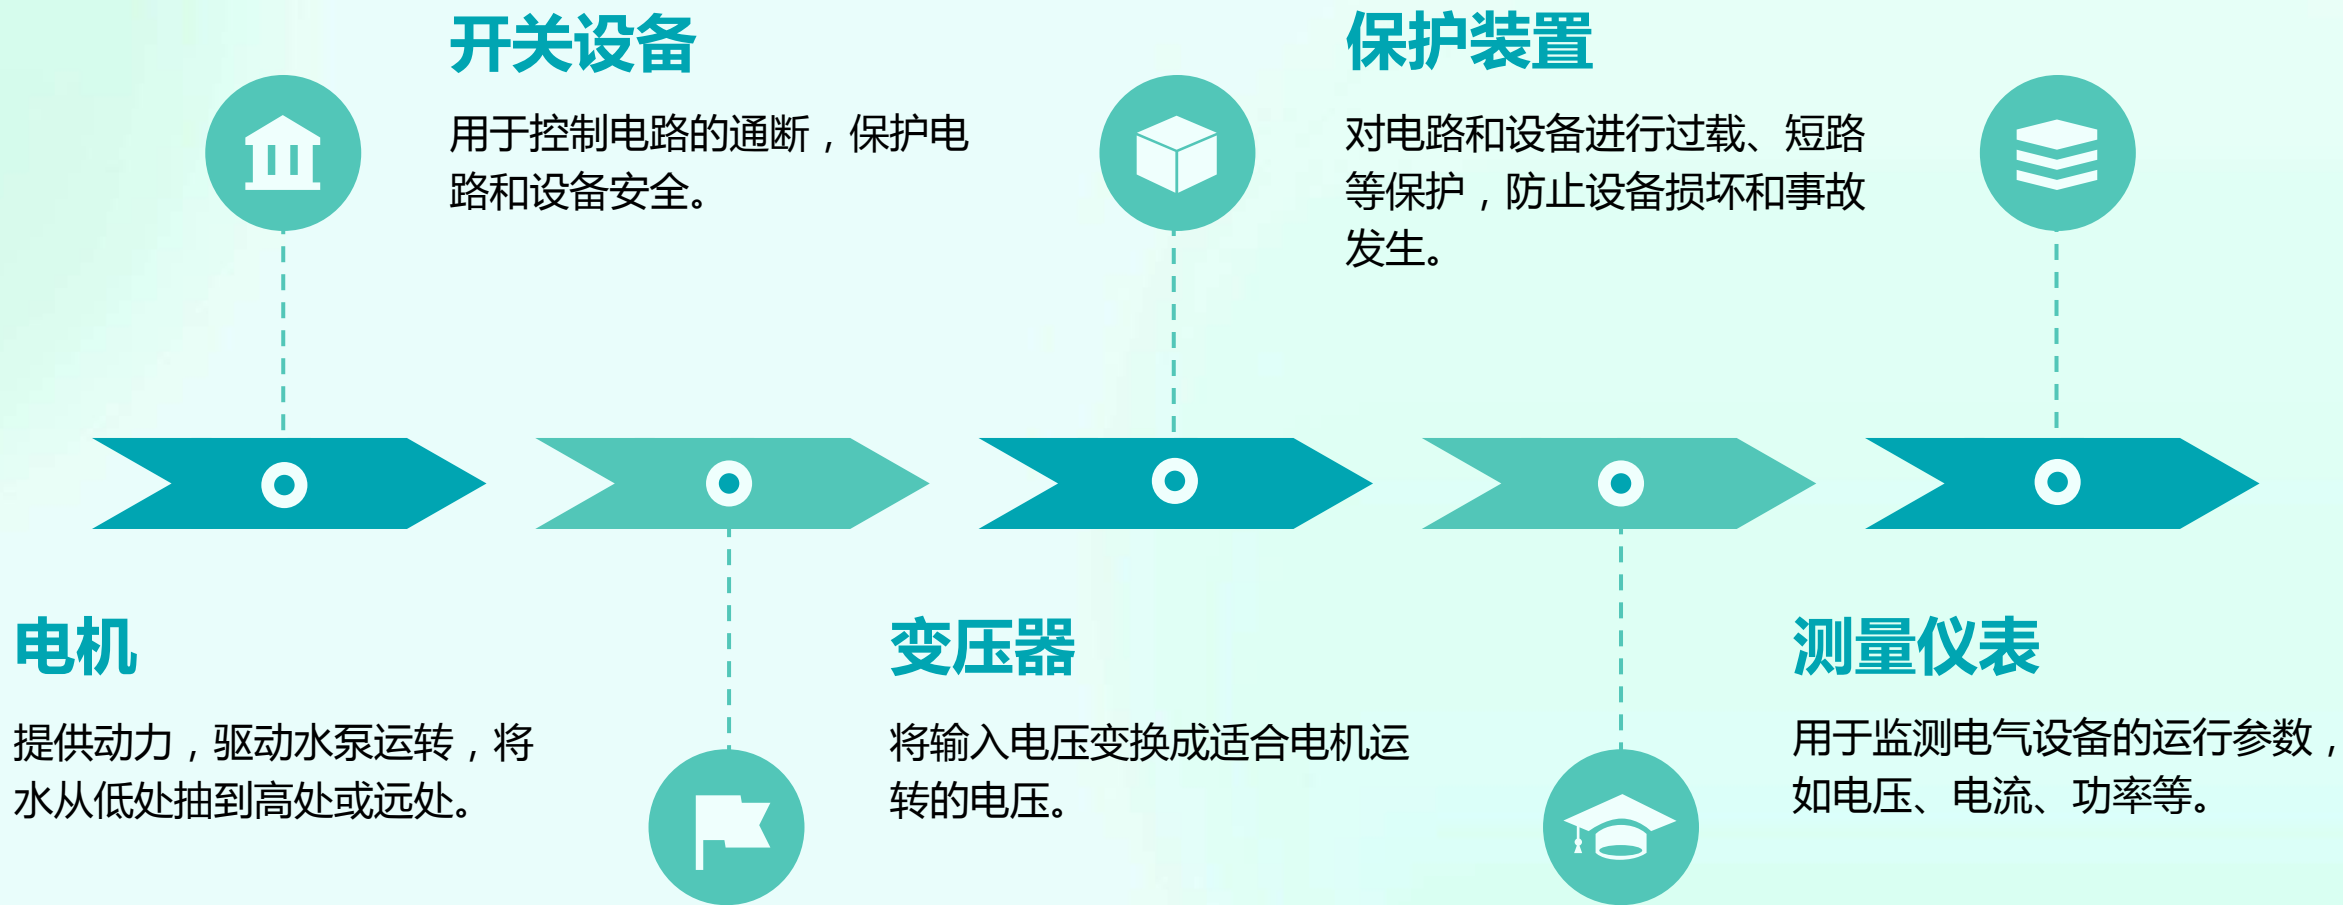 开关设备
用于控制电路的通断，保护电
路和设备安全。
保护装置
对电路和设备进行过载、短路
等保护，防止设备损坏和事故
发生。
电机
提供动力，驱动水泵运转，将
水从低处抽到高处或远处。
变压器
将输入电压变换成适合电机运
转的电压。
测量仪表
用于监测电气设备的运行参数，
如电压、电流、功率等。